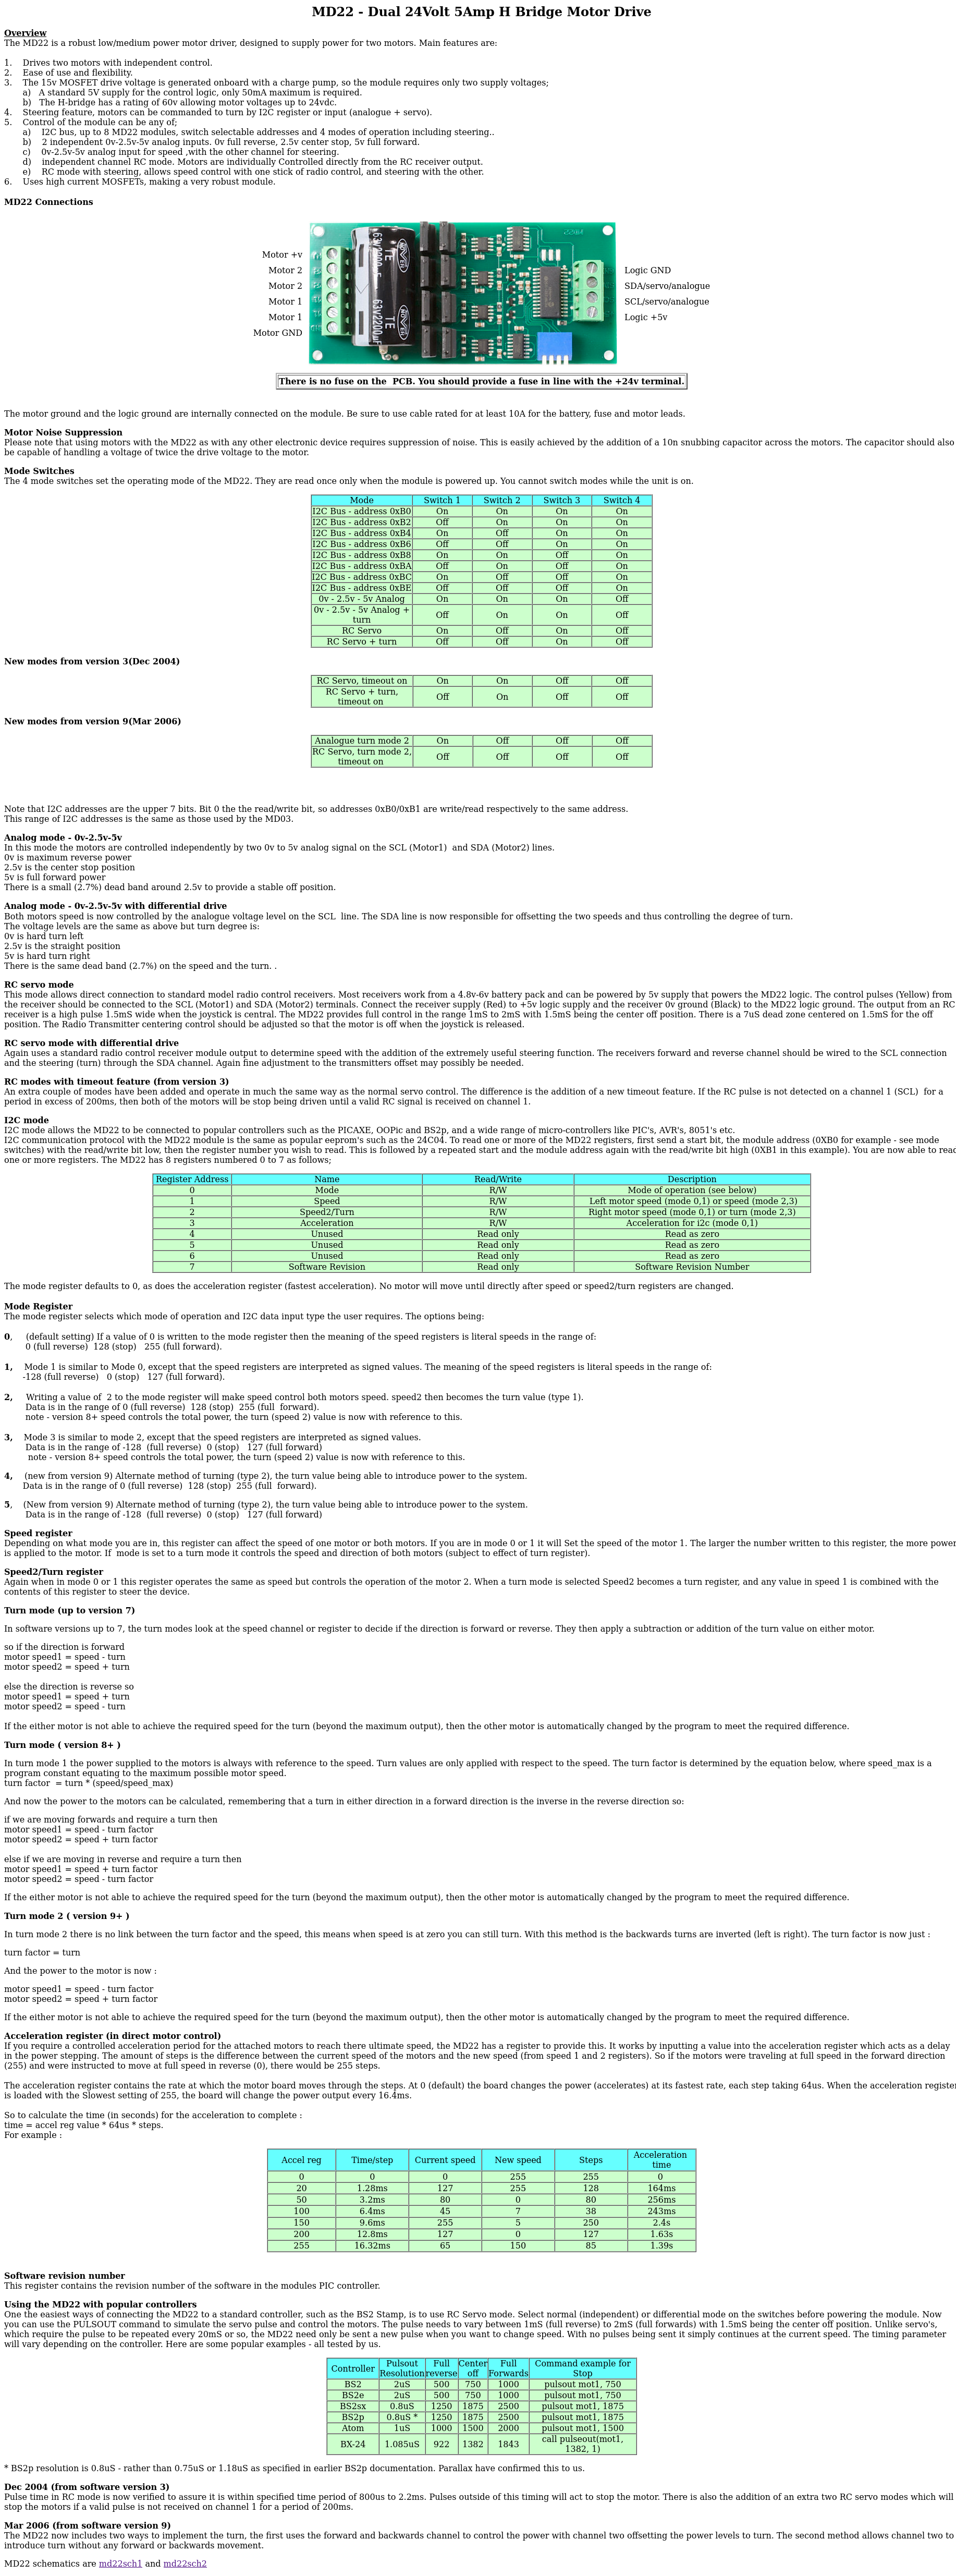 MD22 - Dual 24Volt 5Amp H Bridge Motor Drive
Overview
The MD22 is a robust low/medium power motor driver, designed to supply power for two motors. Main features are:
1. Drives two motors with independent control.
2. Ease of use and flexibility.
3. The 15v MOSFET drive voltage is generated onboard with a charge pump, so the module requires only two supply voltages;
a) A standard 5V supply for the control logic, only 50mA maximum is required.
b) The H-bridge has a rating of 60v allowing motor voltages up to 24vdc.
4. Steering feature, motors can be commanded to turn by I2C register or input (analogue + servo).
5. Control of the module can be any of;
a) I2C bus, up to 8 MD22 modules, switch selectable addresses and 4 modes of operation including steering..
b) 2 independent 0v-2.5v-5v analog inputs. 0v full reverse, 2.5v center stop, 5v full forward.
c) 0v-2.5v-5v analog input for speed ,with the other channel for steering.
d) independent channel RC mode. Motors are individually Controlled directly from the RC receiver output.
e) RC mode with steering, allows speed control with one stick of radio control, and steering with the other.
6. Uses high current MOSFETs, making a very robust module.
MD22 Connections
Motor +v
Motor 2
Motor 2
Motor 1
Motor 1
Motor GND
Logic GND
SDA/servo/analogue
SCL/servo/analogue
Logic +5v
There is no fuse on the PCB. You should provide a fuse in line with the +24v terminal.
The motor ground and the logic ground are internally connected on the module. Be sure to use cable rated for at least 10A for the battery, fuse and motor leads.
Motor Noise Suppression
Please note that using motors with the MD22 as with any other electronic device requires suppression of noise. This is easily achieved by the addition of a 10n snubbing capacitor across the motors. The capacitor should also
be capable of handling a voltage of twice the drive voltage to the motor.
Mode Switches
The 4 mode switches set the operating mode of the MD22. They are read once only when the module is powered up. You cannot switch modes while the unit is on.
Mode Switch 1 Switch 2 Switch 3 Switch 4
I2C Bus - address 0xB0 On On On On
I2C Bus - address 0xB2 Off On On On
I2C Bus - address 0xB4 On Off On On
I2C Bus - address 0xB6 Off Off On On
I2C Bus - address 0xB8 On On Off On
I2C Bus - address 0xBA Off On Off On
I2C Bus - address 0xBC On Off Off On
I2C Bus - address 0xBE Off Off Off On
0v - 2.5v - 5v Analog On On On Off
0v - 2.5v - 5v Analog +
turn Off On On Off
RC Servo On Off On Off
RC Servo + turn Off Off On Off
New modes from version 3(Dec 2004)
RC Servo, timeout on On On Off Off
RC Servo + turn,
timeout on Off On Off Off
New modes from version 9(Mar 2006)
Analogue turn mode 2 On Off Off Off
RC Servo, turn mode 2,
timeout on Off Off Off Off
Note that I2C addresses are the upper 7 bits. Bit 0 the the read/write bit, so addresses 0xB0/0xB1 are write/read respectively to the same address.
This range of I2C addresses is the same as those used by the MD03.
Analog mode - 0v-2.5v-5v
In this mode the motors are controlled independently by two 0v to 5v analog signal on the SCL (Motor1) and SDA (Motor2) lines.
0v is maximum reverse power
2.5v is the center stop position
5v is full forward power
There is a small (2.7%) dead band around 2.5v to provide a stable off position.
Analog mode - 0v-2.5v-5v with differential drive
Both motors speed is now controlled by the analogue voltage level on the SCL line. The SDA line is now responsible for offsetting the two speeds and thus controlling the degree of turn.
The voltage levels are the same as above but turn degree is:
0v is hard turn left
2.5v is the straight position
5v is hard turn right
There is the same dead band (2.7%) on the speed and the turn. .
RC servo mode
This mode allows direct connection to standard model radio control receivers. Most receivers work from a 4.8v-6v battery pack and can be powered by 5v supply that powers the MD22 logic. The control pulses (Yellow) from
the receiver should be connected to the SCL (Motor1) and SDA (Motor2) terminals. Connect the receiver supply (Red) to +5v logic supply and the receiver 0v ground (Black) to the MD22 logic ground. The output from an RC
receiver is a high pulse 1.5mS wide when the joystick is central. The MD22 provides full control in the range 1mS to 2mS with 1.5mS being the center off position. There is a 7uS dead zone centered on 1.5mS for the off
position. The Radio Transmitter centering control should be adjusted so that the motor is off when the joystick is released.
RC servo mode with differential drive
Again uses a standard radio control receiver module output to determine speed with the addition of the extremely useful steering function. The receivers forward and reverse channel should be wired to the SCL connection
and the steering (turn) through the SDA channel. Again fine adjustment to the transmitters offset may possibly be needed.
RC modes with timeout feature (from version 3)
An extra couple of modes have been added and operate in much the same way as the normal servo control. The difference is the addition of a new timeout feature. If the RC pulse is not detected on a channel 1 (SCL) for a
period in excess of 200ms, then both of the motors will be stop being driven until a valid RC signal is received on channel 1.
I2C mode
I2C mode allows the MD22 to be connected to popular controllers such as the PICAXE, OOPic and BS2p, and a wide range of micro-controllers like PIC's, AVR's, 8051's etc.
I2C communication protocol with the MD22 module is the same as popular eeprom's such as the 24C04. To read one or more of the MD22 registers, first send a start bit, the module address (0XB0 for example - see mode
switches) with the read/write bit low, then the register number you wish to read. This is followed by a repeated start and the module address again with the read/write bit high (0XB1 in this example). You are now able to read
one or more registers. The MD22 has 8 registers numbered 0 to 7 as follows;
Register Address Name Read/Write Description
0 Mode R/W Mode of operation (see below)
1 Speed R/W Left motor speed (mode 0,1) or speed (mode 2,3)
2 Speed2/Turn R/W Right motor speed (mode 0,1) or turn (mode 2,3)
3 Acceleration R/W Acceleration for i2c (mode 0,1)
4 Unused Read only Read as zero
5 Unused Read only Read as zero
6 Unused Read only Read as zero
7 Software Revision Read only Software Revision Number
The mode register defaults to 0, as does the acceleration register (fastest acceleration). No motor will move until directly after speed or speed2/turn registers are changed.
Mode Register
The mode register selects which mode of operation and I2C data input type the user requires. The options being:
0, (default setting) If a value of 0 is written to the mode register then the meaning of the speed registers is literal speeds in the range of:
0 (full reverse) 128 (stop) 255 (full forward).
1, Mode 1 is similar to Mode 0, except that the speed registers are interpreted as signed values. The meaning of the speed registers is literal speeds in the range of:
-128 (full reverse) 0 (stop) 127 (full forward).
2, Writing a value of 2 to the mode register will make speed control both motors speed. speed2 then becomes the turn value (type 1).
Data is in the range of 0 (full reverse) 128 (stop) 255 (full forward).
note - version 8+ speed controls the total power, the turn (speed 2) value is now with reference to this.
3, Mode 3 is similar to mode 2, except that the speed registers are interpreted as signed values.
Data is in the range of -128 (full reverse) 0 (stop) 127 (full forward)
note - version 8+ speed controls the total power, the turn (speed 2) value is now with reference to this.
4, (new from version 9) Alternate method of turning (type 2), the turn value being able to introduce power to the system.
Data is in the range of 0 (full reverse) 128 (stop) 255 (full forward).
5, (New from version 9) Alternate method of turning (type 2), the turn value being able to introduce power to the system.
Data is in the range of -128 (full reverse) 0 (stop) 127 (full forward)
Speed register
Depending on what mode you are in, this register can affect the speed of one motor or both motors. If you are in mode 0 or 1 it will Set the speed of the motor 1. The larger the number written to this register, the more power
is applied to the motor. If mode is set to a turn mode it controls the speed and direction of both motors (subject to effect of turn register).
Speed2/Turn register
Again when in mode 0 or 1 this register operates the same as speed but controls the operation of the motor 2. When a turn mode is selected Speed2 becomes a turn register, and any value in speed 1 is combined with the
contents of this register to steer the device.
Turn mode (up to version 7)
In software versions up to 7, the turn modes look at the speed channel or register to decide if the direction is forward or reverse. They then apply a subtraction or addition of the turn value on either motor.
so if the direction is forward
motor speed1 = speed - turn
motor speed2 = speed + turn
else the direction is reverse so
motor speed1 = speed + turn
motor speed2 = speed - turn
If the either motor is not able to achieve the required speed for the turn (beyond the maximum output), then the other motor is automatically changed by the program to meet the required difference.
Turn mode ( version 8+ )
In turn mode 1 the power supplied to the motors is always with reference to the speed. Turn values are only applied with respect to the speed. The turn factor is determined by the equation below, where speed_max is a
program constant equating to the maximum possible motor speed.
turn factor = turn * (speed/speed_max)
And now the power to the motors can be calculated, remembering that a turn in either direction in a forward direction is the inverse in the reverse direction so:
if we are moving forwards and require a turn then
motor speed1 = speed - turn factor
motor speed2 = speed + turn factor
else if we are moving in reverse and require a turn then
motor speed1 = speed + turn factor
motor speed2 = speed - turn factor
If the either motor is not able to achieve the required speed for the turn (beyond the maximum output), then the other motor is automatically changed by the program to meet the required difference.
Turn mode 2 ( version 9+ )
In turn mode 2 there is no link between the turn factor and the speed, this means when speed is at zero you can still turn. With this method is the backwards turns are inverted (left is right). The turn factor is now just :
turn factor = turn
And the power to the motor is now :
motor speed1 = speed - turn factor
motor speed2 = speed + turn factor
If the either motor is not able to achieve the required speed for the turn (beyond the maximum output), then the other motor is automatically changed by the program to meet the required difference.
Acceleration register (in direct motor control)
If you require a controlled acceleration period for the attached motors to reach there ultimate speed, the MD22 has a register to provide this. It works by inputting a value into the acceleration register which acts as a delay
in the power stepping. The amount of steps is the difference between the current speed of the motors and the new speed (from speed 1 and 2 registers). So if the motors were traveling at full speed in the forward direction
(255) and were instructed to move at full speed in reverse (0), there would be 255 steps.
The acceleration register contains the rate at which the motor board moves through the steps. At 0 (default) the board changes the power (accelerates) at its fastest rate, each step taking 64us. When the acceleration register
is loaded with the Slowest setting of 255, the board will change the power output every 16.4ms.
So to calculate the time (in seconds) for the acceleration to complete :
time = accel reg value * 64us * steps.
For example :
Accel reg Time/step Current speed New speed Steps Acceleration
time
0 0 0 255 255 0
20 1.28ms 127 255 128 164ms
50 3.2ms 80 0 80 256ms
100 6.4ms 45 7 38 243ms
150 9.6ms 255 5 250 2.4s
200 12.8ms 127 0 127 1.63s
255 16.32ms 65 150 85 1.39s
Software revision number
This register contains the revision number of the software in the modules PIC controller.
Using the MD22 with popular controllers
One the easiest ways of connecting the MD22 to a standard controller, such as the BS2 Stamp, is to use RC Servo mode. Select normal (independent) or differential mode on the switches before powering the module. Now
you can use the PULSOUT command to simulate the servo pulse and control the motors. The pulse needs to vary between 1mS (full reverse) to 2mS (full forwards) with 1.5mS being the center off position. Unlike servo's,
which require the pulse to be repeated every 20mS or so, the MD22 need only be sent a new pulse when you want to change speed. With no pulses being sent it simply continues at the current speed. The timing parameter
will vary depending on the controller. Here are some popular examples - all tested by us.
Controller Pulsout
Resolution Full
reverse Center
off Full
Forwards Command example for
Stop
BS2 2uS 500 750 1000 pulsout mot1, 750
BS2e 2uS 500 750 1000 pulsout mot1, 750
BS2sx 0.8uS 1250 1875 2500 pulsout mot1, 1875
BS2p 0.8uS * 1250 1875 2500 pulsout mot1, 1875
Atom 1uS 1000 1500 2000 pulsout mot1, 1500
BX-24 1.085uS 922 1382 1843 call pulseout(mot1,
1382, 1)
* BS2p resolution is 0.8uS - rather than 0.75uS or 1.18uS as specified in earlier BS2p documentation. Parallax have confirmed this to us.
Dec 2004 (from software version 3)
Pulse time in RC mode is now verified to assure it is within specified time period of 800us to 2.2ms. Pulses outside of this timing will act to stop the motor. There is also the addition of an extra two RC servo modes which will
stop the motors if a valid pulse is not received on channel 1 for a period of 200ms.
Mar 2006 (from software version 9)
The MD22 now includes two ways to implement the turn, the first uses the forward and backwards channel to control the power with channel two offsetting the power levels to turn. The second method allows channel two to
introduce turn without any forward or backwards movement.
MD22 schematics are md22sch1 and md22sch2